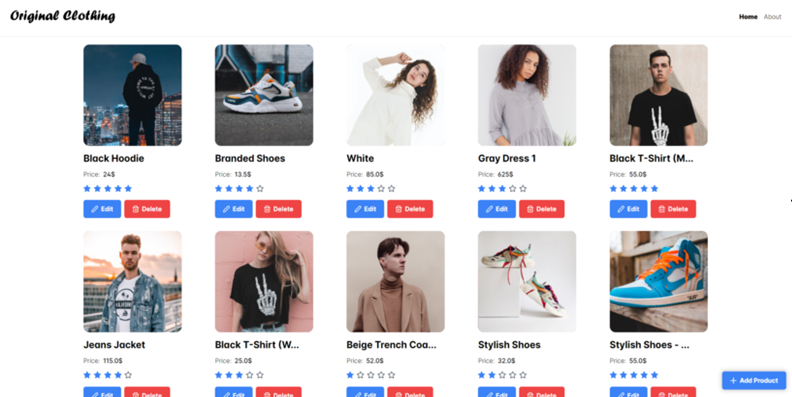 Original Clothing
Home About
Black Hoodie
Branded Shoes
White
Gray Dress 1
Black T-Shirt (M...
Price: 24$
Price: 13.5$
Price: 85.0$
Price: 625$
Price: 55.0$
Edit Delete
Edit Delete
Edit Delete
Edit Delete
Edit Delete
Jeans Jacket
Black T-Shirt (W...
Beige Trench Coa...
Stylish Shoes
Stylish Shoes - ...
Price: 115.0$
Price: 25.0$
Price: 52.0$
Price: 32.0$
Price: 55.0$
Edit Delete
Edit Delete
Edit Delete
Edit Delete
Edit Delete
Add Product